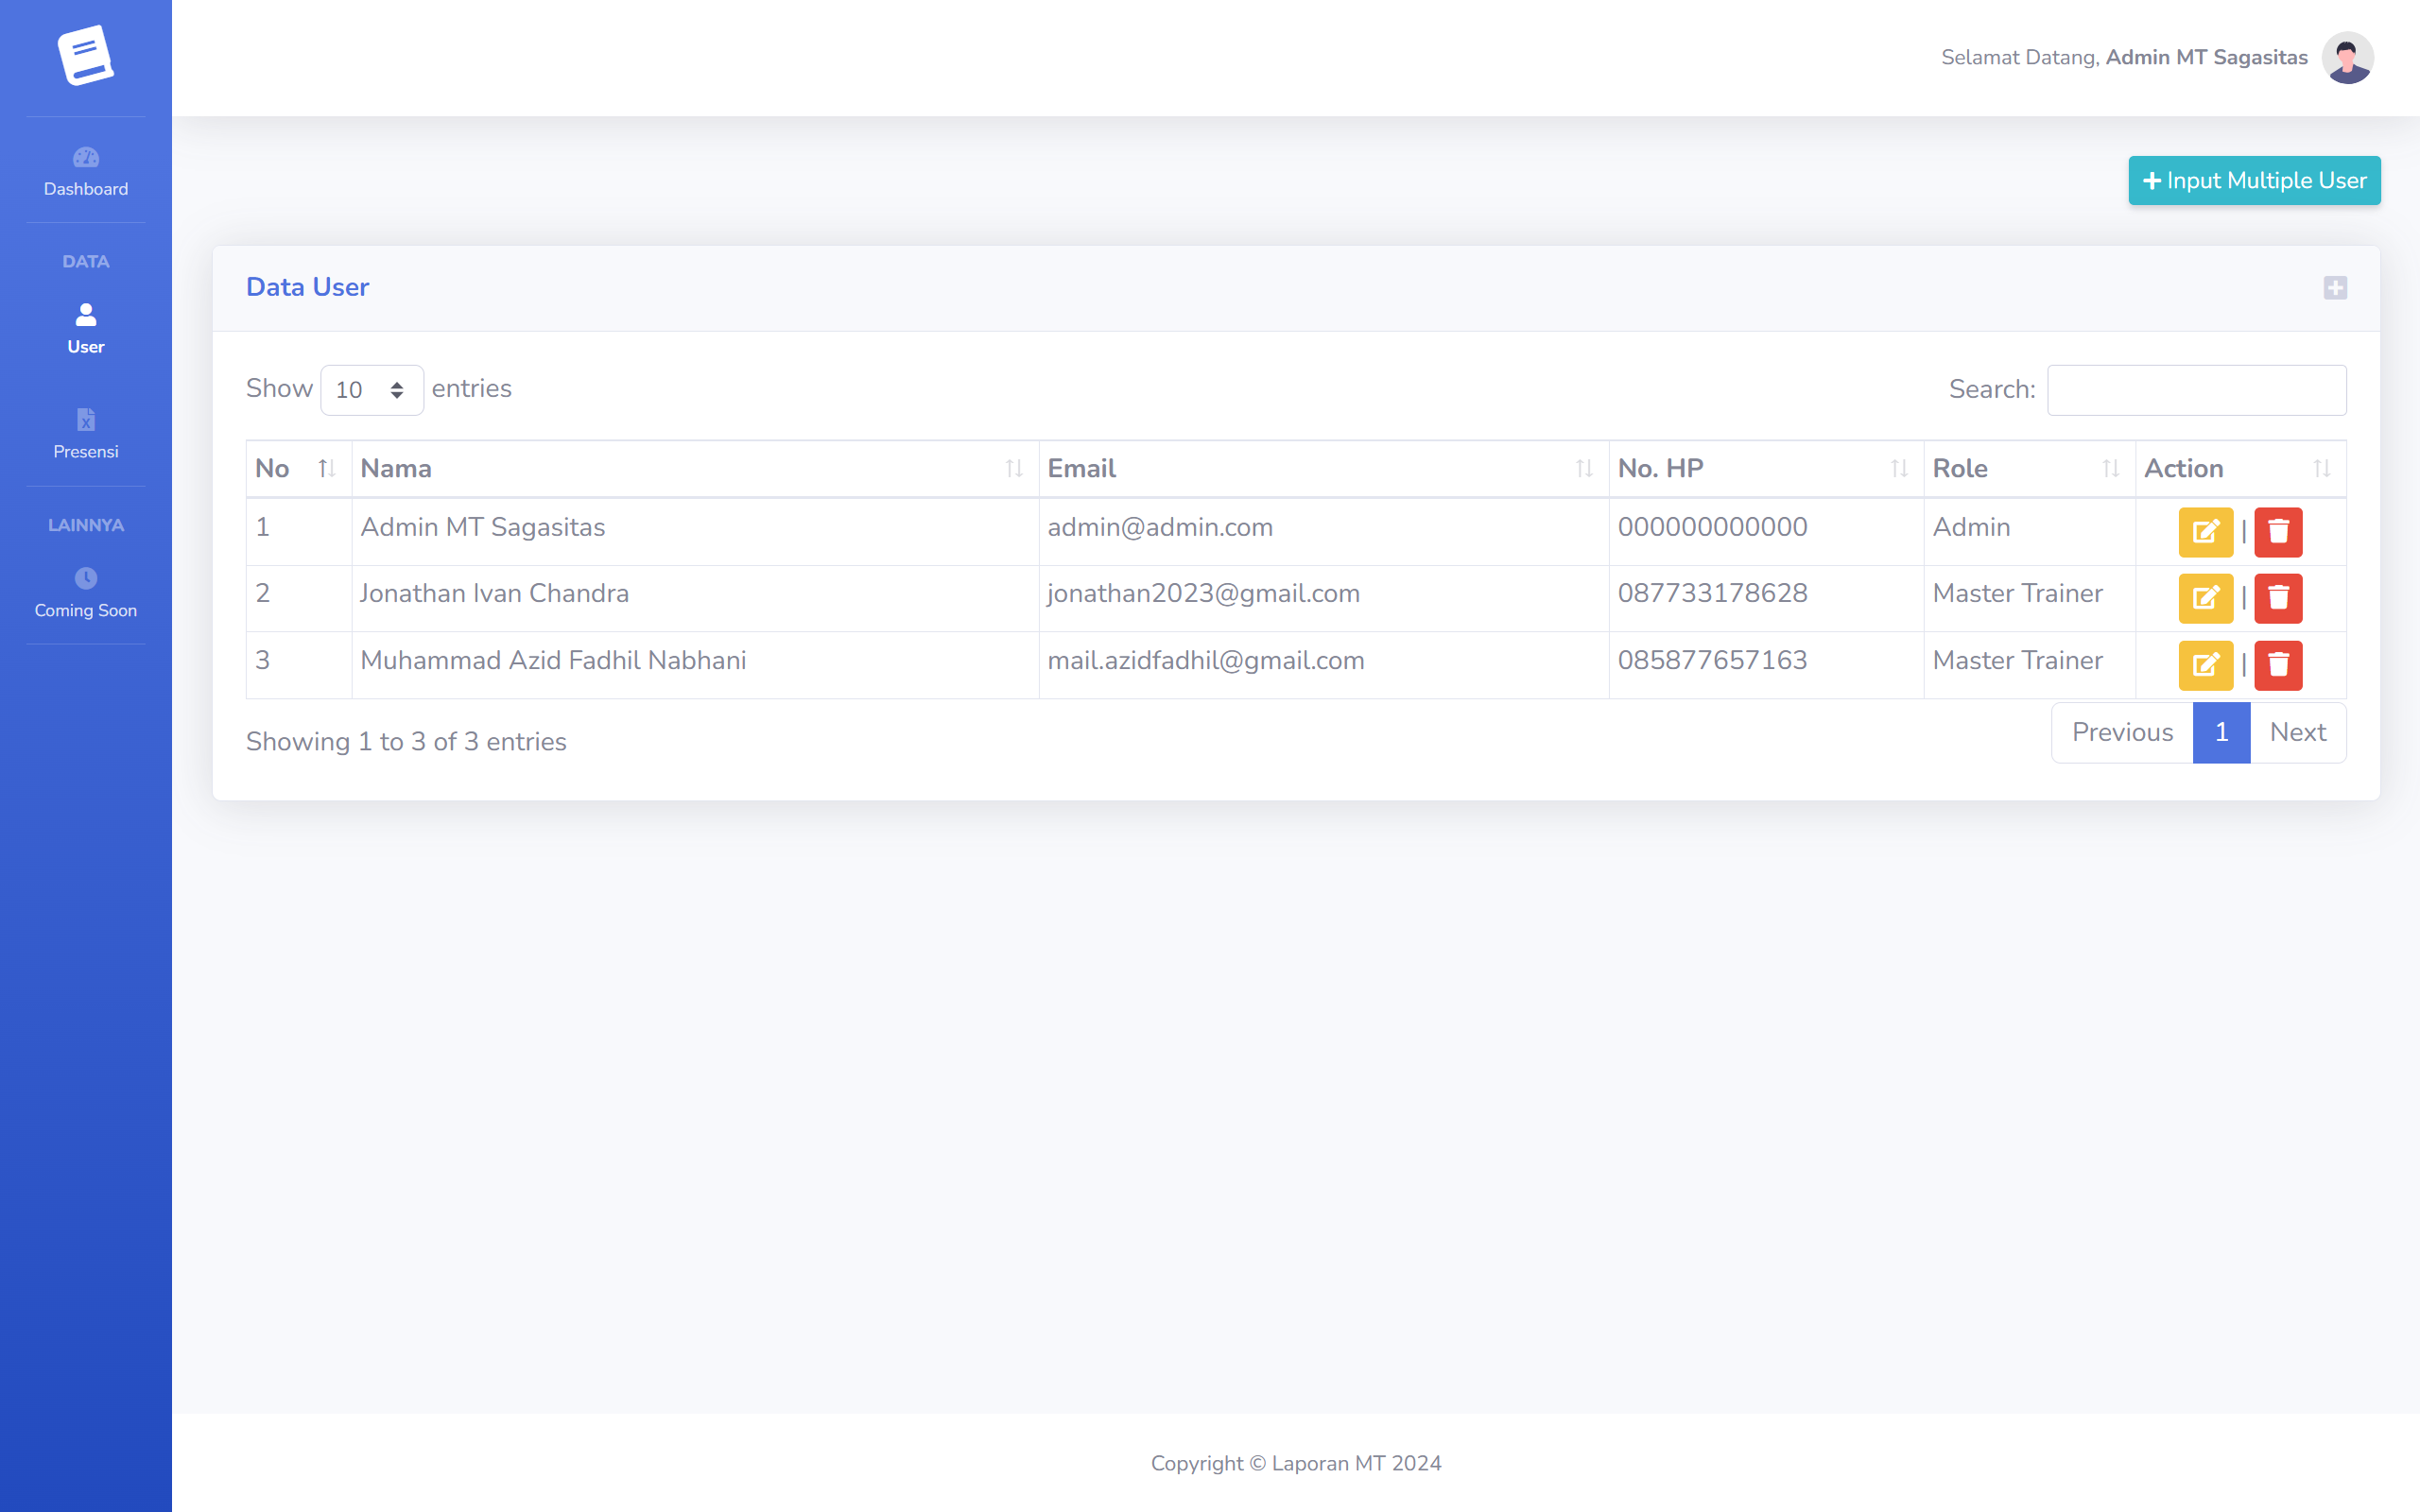 Selamat Datang, Admin MT Sagasitas
Dashboard
DATA
User
Presensi
LAINNYA
Coming Soon
Input Multiple User
Data User
Show 10 entries
Search:
No Nama Email No. HP Role Action
1 Admin MT Sagasitas admin@admin.com 000000000000 Admin |
2 Jonathan Ivan Chandra jonathan2023@gmail.com 087733178628 Master Trainer |
3 Muhammad Azid Fadhil Nabhani mail.azidfadhil@gmail.com 085877657163 Master Trainer |
Showing 1 to 3 of 3 entries
Previous 1 Next
Copyright © Laporan MT 2024